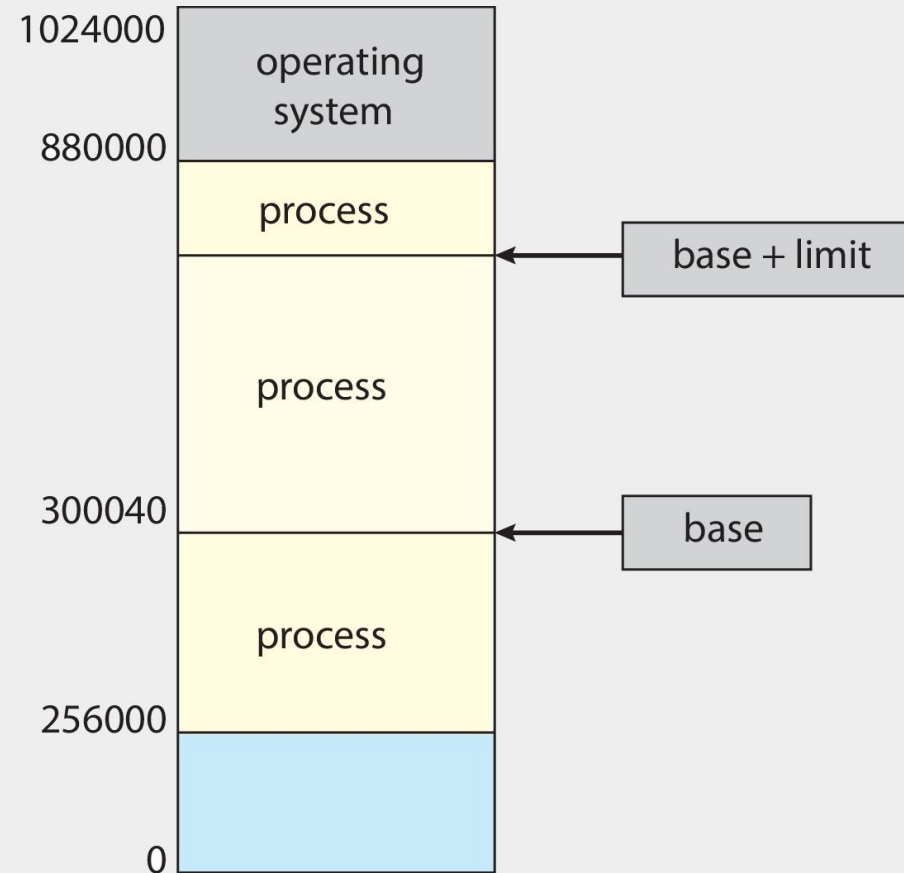 1024000
operating
system
880000
process
base + limit
process
300040
base
process
256000
0